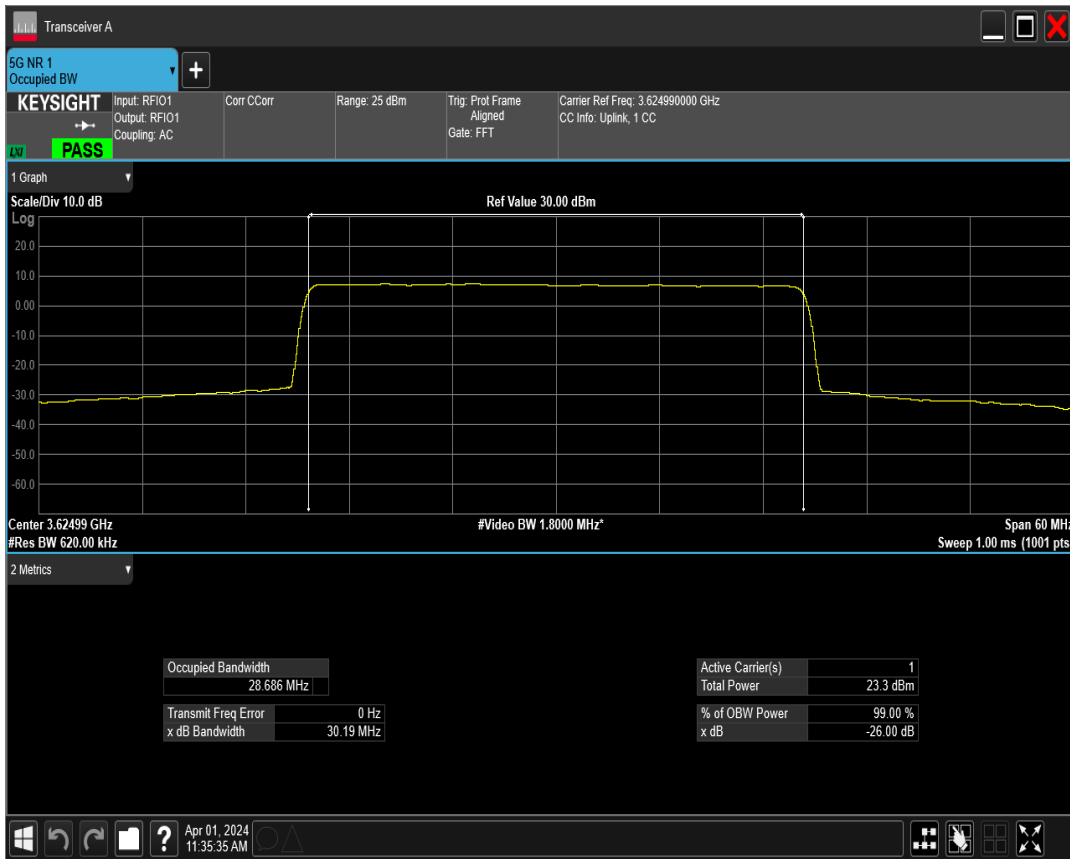 Transceiver A
5G NR 1
Occupied BW
KEYSIGHT
LXI
PASS
Input: RFIO1
Output: RFIO1
Coupling: AC
Corr CCorr
Range: 25 dBm
Trig: Prot Frame
Aligned
Gate: FFT
Carrier Ref Freq: 3.624990000 GHz
CC Info: Uplink, 1 CC
1 Graph
Scale/Div 10.0 dB
Ref Value 30.00 dBm
Log
20.0
10.0
0.00
-10.0
-20.0
-30.0
-40.0
-50.0
-60.0
Center 3.62499 GHz
#Video BW 1.8000 MHz*
Span 60 MHz
#Res BW 620.00 kHz
Sweep 1.00 ms (1001 pts
2 Metrics
Occupied Bandwidth
28.686 MHz
Transmit Freq Error 0 Hz
x dB Bandwidth 30.19 MHz
Active Carrier(s) 1
Total Power 23.3 dBm
% of OBW Power 99.00 %
x dB -26.00 dB
?
Apr 01, 2024
11:35:35 AM